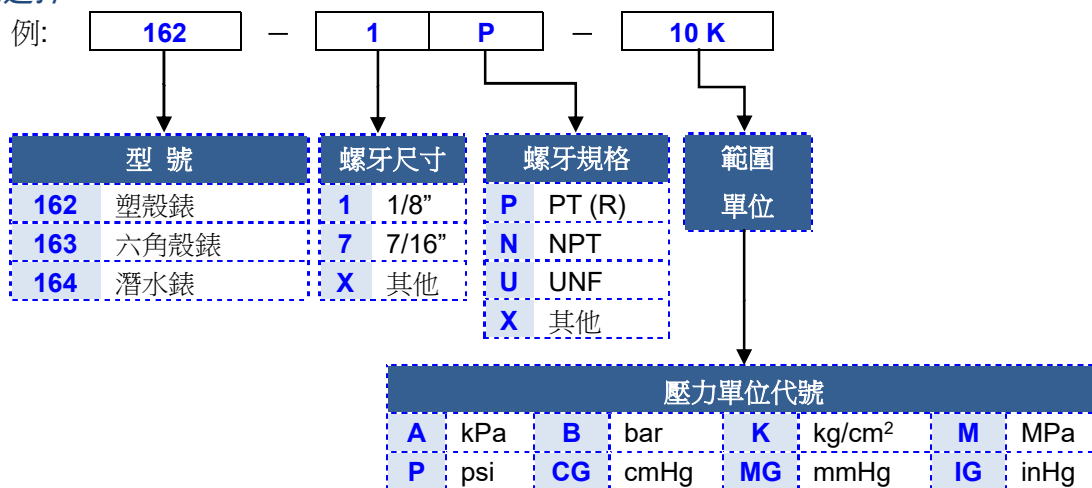 例: 162 － 1 P － 10 K
型 號 螺牙尺寸 螺牙規格 範圍
單位
162 塑殼錶 1 1/8” P PT (R)
163 六角殼錶 7 7/16” N NPT
164 潛水錶 X 其他 U UNF
X 其他
壓力單位代號
A kPa B bar K kg/cm² M MPa
P psi CG cmHg MG mmHg IG inHg